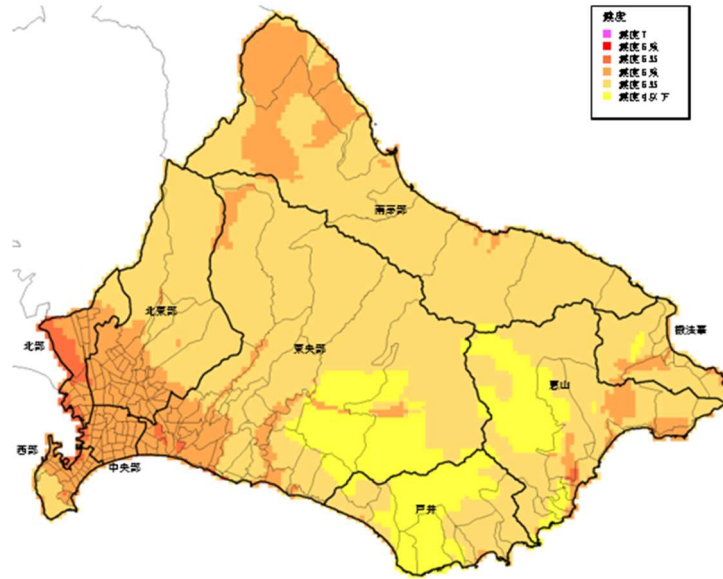 震度
震度7
震度6強
震度6弱
震度5強
震度5弱
震度4以下
南茅部
北東部
椴法華
北部
東央部
恵山
西部
中央部
戸井